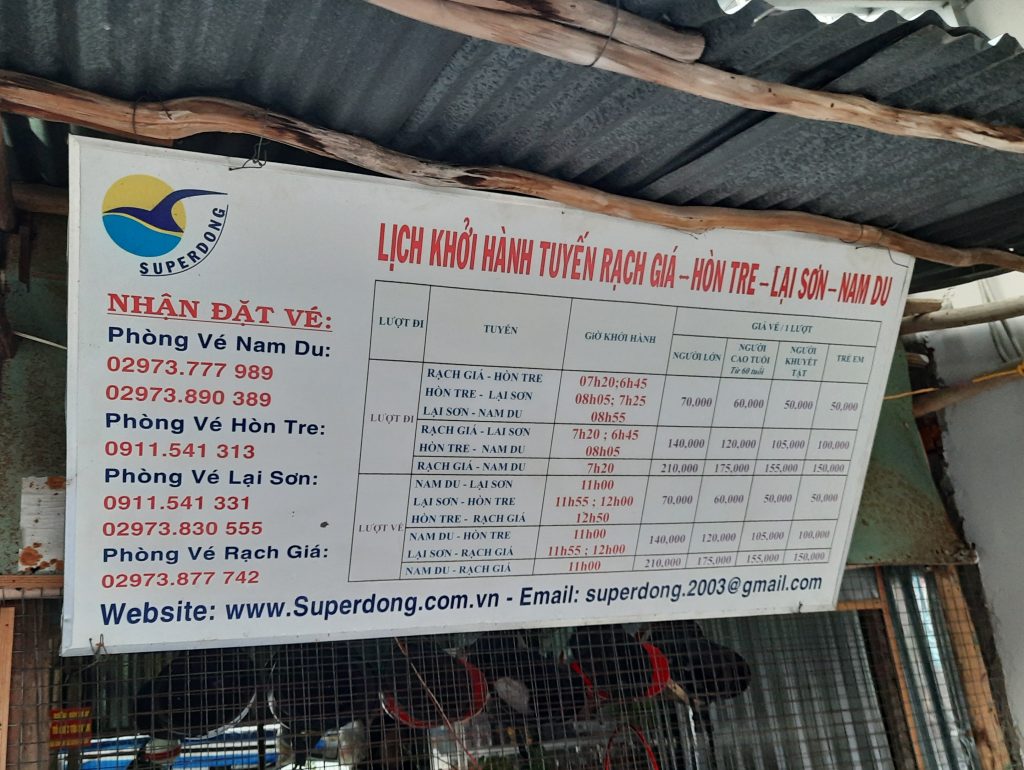 SUPERDONG
LỊCH KHỞI HÀNH TUYẾN RẠCH GIÁ – HÒN TRE – LẠI SƠN – NAM DU
NHẬN ĐẶT VÉ:
Phòng Vé Nam Du:
02973.777 989
02973.890 389
Phòng Vé Hòn Tre:
0911.541 313
Phòng Vé Lại Sơn:
0911.541 331
02973.830 555
Phòng Vé Rạch Giá:
02973.877 742
LƯỢT ĐI TUYẾN GIỜ KHỞI HÀNH GIÁ VÉ / 1 LƯỢT
NGƯỜI LỚN NGƯỜI CAO TUỔI Từ 60 tuổi NGƯỜI KHUYẾT TẬT TRẺ EM
LƯỢT ĐI
RẠCH GIÁ - HÒN TRE 07h20;6h45
HÒN TRE - LẠI SƠN 08h05; 7h25 70,000 60,000 50,000 50,000
LẠI SƠN - NAM DU 08h55
RẠCH GIÁ - LAI SƠN 7h20 ; 6h45 140,000 120,000 105,000 100,000
HÒN TRE - NAM DU 08h05
RẠCH GIÁ - NAM DU 7h20 210,000 175,000 155,000 150,000
LƯỢT VỀ
NAM DU - LẠI SƠN 11h00
LẠI SƠN - HÒN TRE 11h55 ; 12h00 70,000 60,000 50,000 50,000
HÒN TRE - RẠCH GIÁ 12h50
NAM DU - HÒN TRE 11h00 140,000 120,000 105,000 100,000
LẠI SƠN - RẠCH GIÁ 11h55 ; 12h00
NAM DU - RẠCH GIÁ 11h00 210,000 175,000 155,000 150,000
Website: www.Superdong.com.vn - Email: superdong.2003@gmail.com